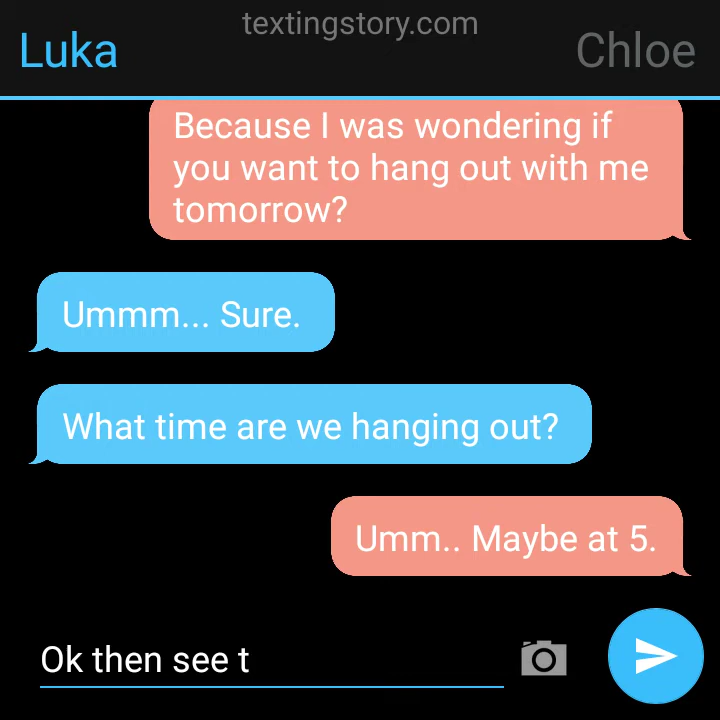 textingstory.com
Luka
Chloe
Because I was wondering if
you want to hang out with me
tomorrow?
Ummm... Sure.
What time are we hanging out?
Umm.. Maybe at 5.
Ok then see t